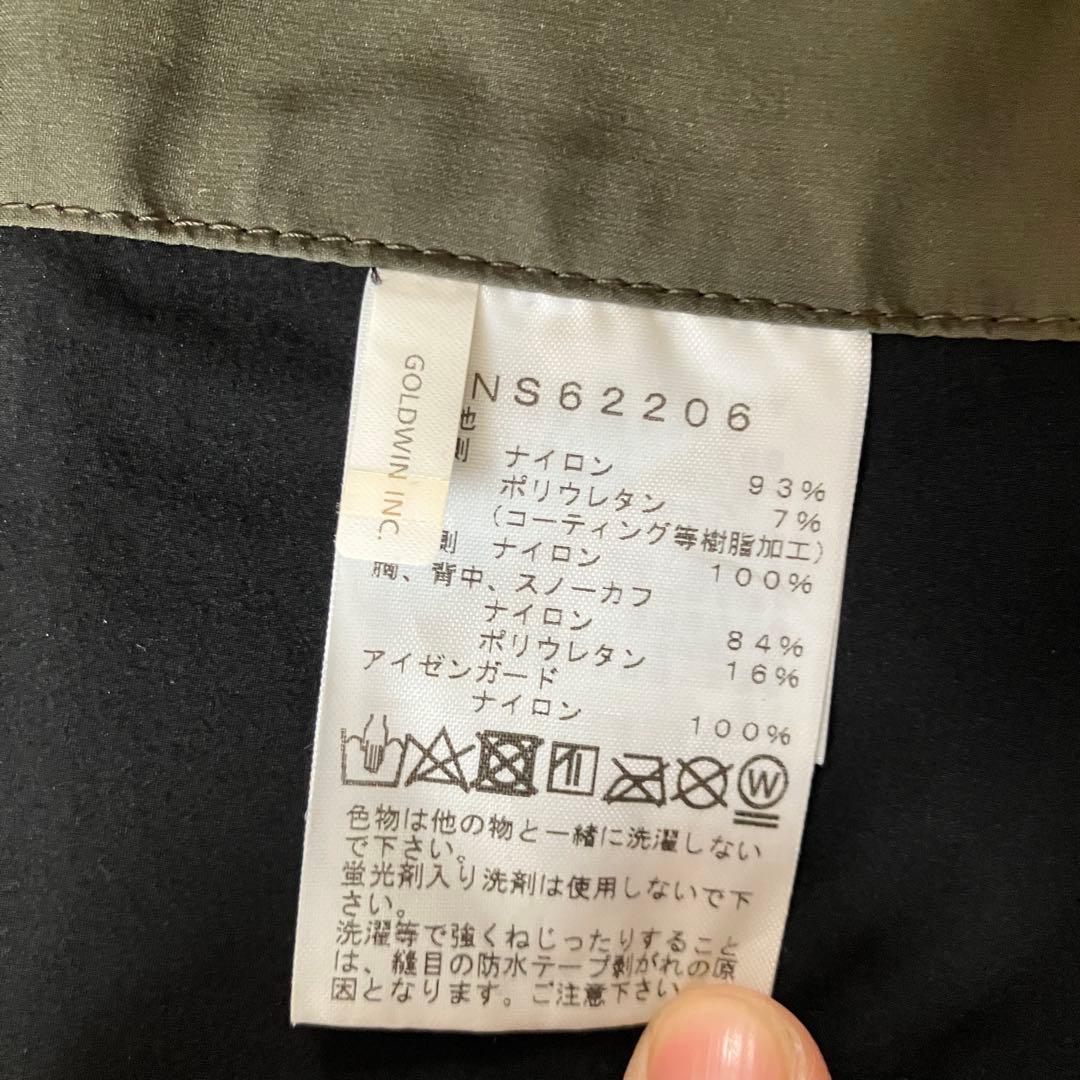 GOLDWIN INC.
NS62206
地
側 ナイロン 93%
ポリウレタン 7%
(コーティング等樹脂加工)
側 ナイロン 100%
胸、背中、スノーカフ
ナイロン 84%
ポリウレタン 16%
アイゼンガード
ナイロン 100%
W
色物は他の物と一緒に洗濯しない
で下さい。
蛍光剤入り洗剤は使用しないで下
さい。
洗濯等で強くねじったりすること
は、縫目の防水テープ剥がれの原
因となります。ご注意下さい